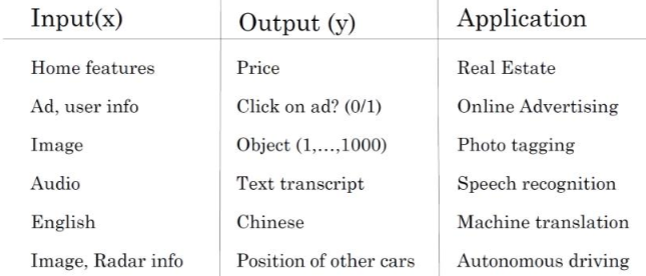 Input(x) Output (y) Application
Home features Price Real Estate
Ad, user info Click on ad? (0/1) Online Advertising
Image Object (1,...,1000) Photo tagging
Audio Text transcript Speech recognition
English Chinese Machine translation
Image, Radar info Position of other cars Autonomous driving